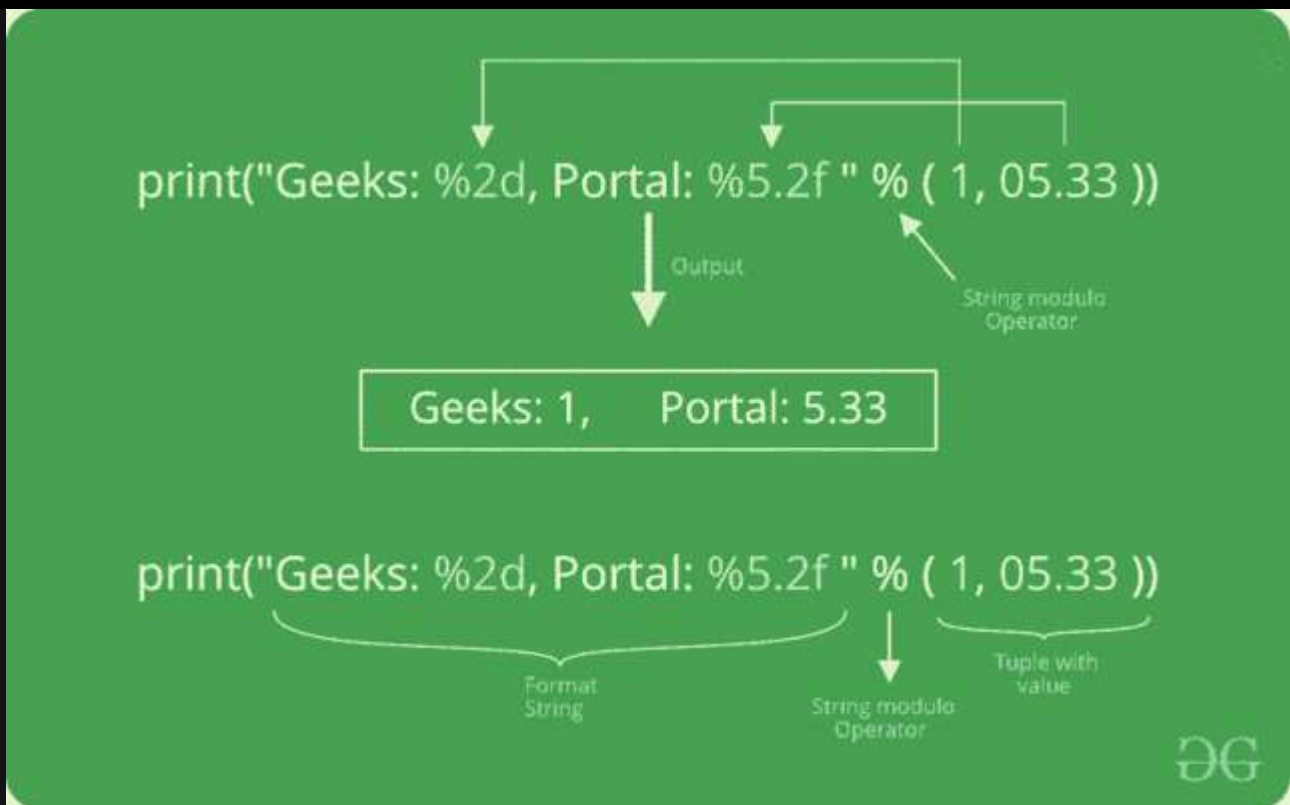 print("Geeks: %2d, Portal: %5.2f " % ( 1, 05.33 ))
Output
String modulo
Operator
Geeks: 1, Portal: 5.33
print("Geeks: %2d, Portal: %5.2f " % ( 1, 05.33 ))
Format
String
String modulo
Operator
Tuple with
value